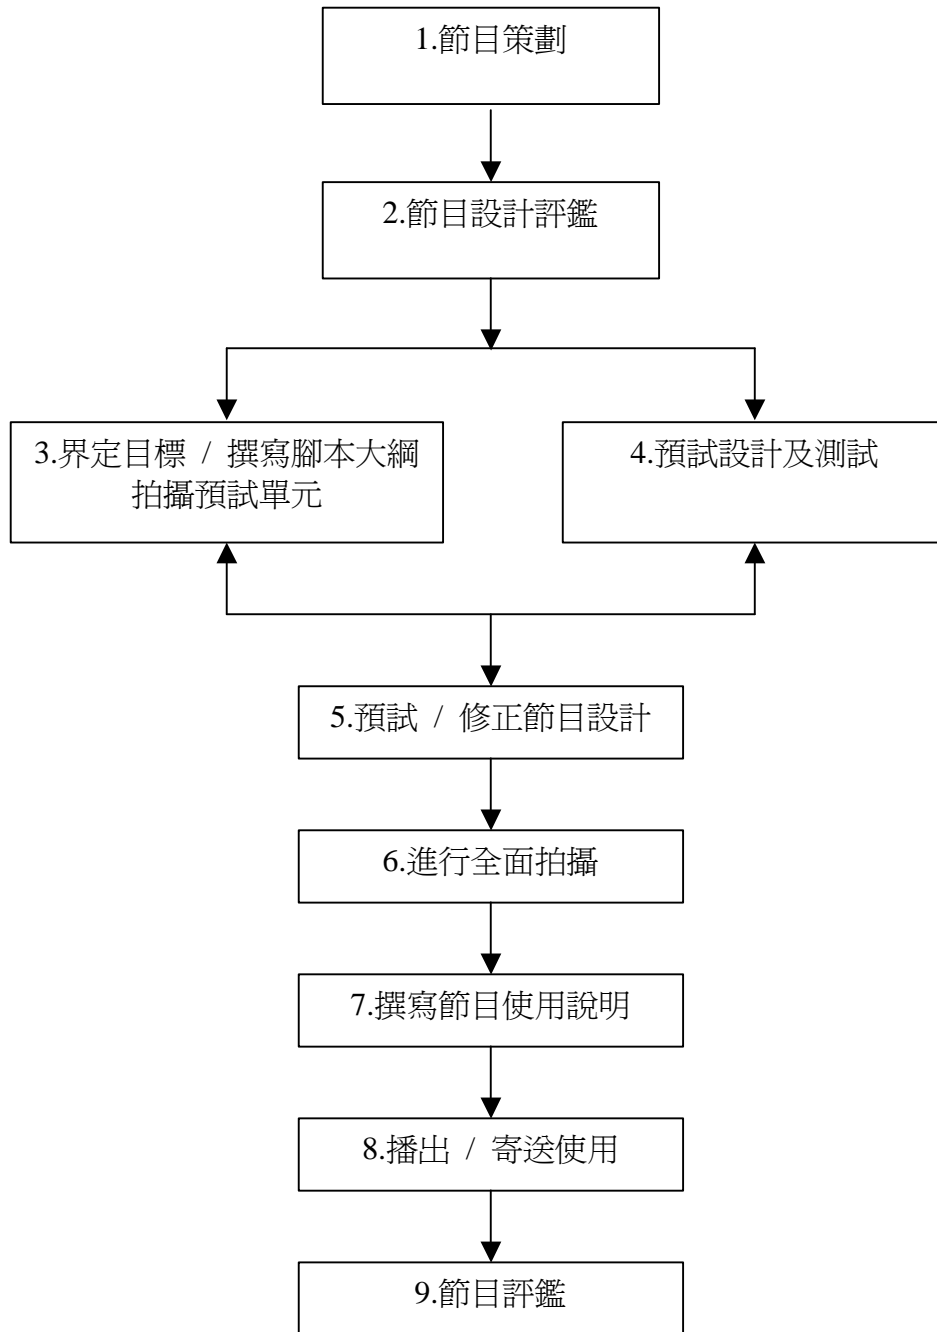 1.節目策劃
2.節目設計評鑑
3.界定目標 / 撰寫腳本大綱
拍攝預試單元
4.預試設計及測試
5.預試 / 修正節目設計
6.進行全面拍攝
7.撰寫節目使用說明
8.播出 / 寄送使用
9.節目評鑑